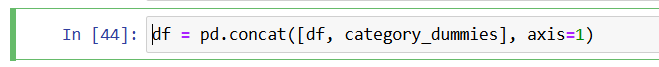 In [44]: df = pd.concat([df, category_dummies], axis=1)